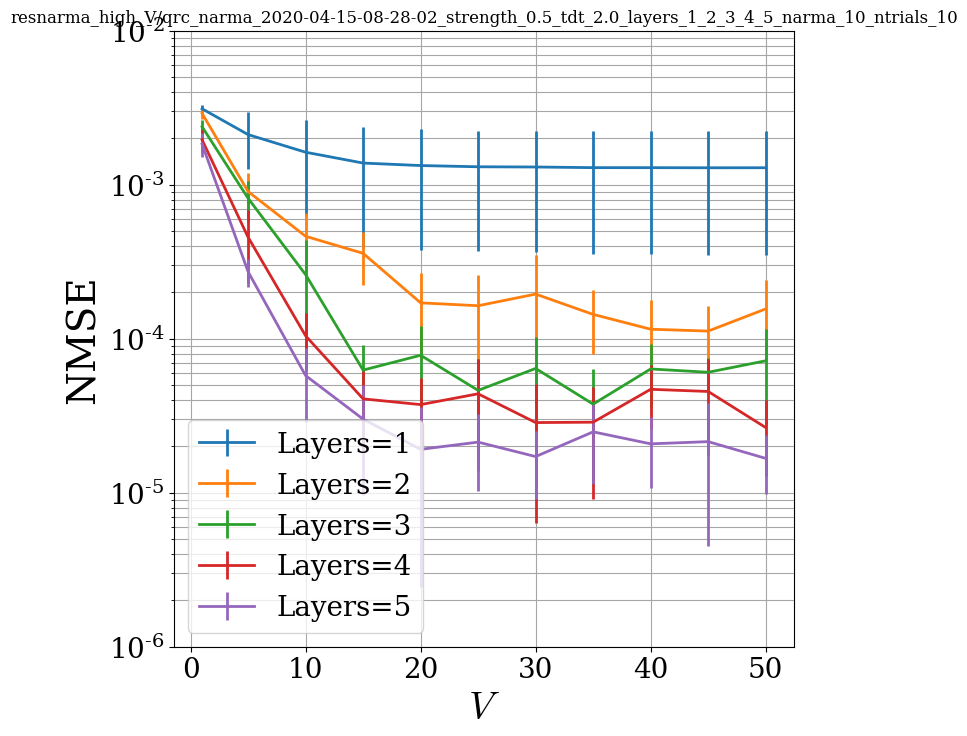 resnarma_high_V/qrc_narma_2020-04-15-08-28-02_strength_0.5_tdt_2.0_layers_1_2_3_4_5_narma_10_ntrials_10
10^-2
10^-3
10^-4
10^-5
10^-6
NMSE
Layers=1
Layers=2
Layers=3
Layers=4
Layers=5
0 10 20 30 40 50
V